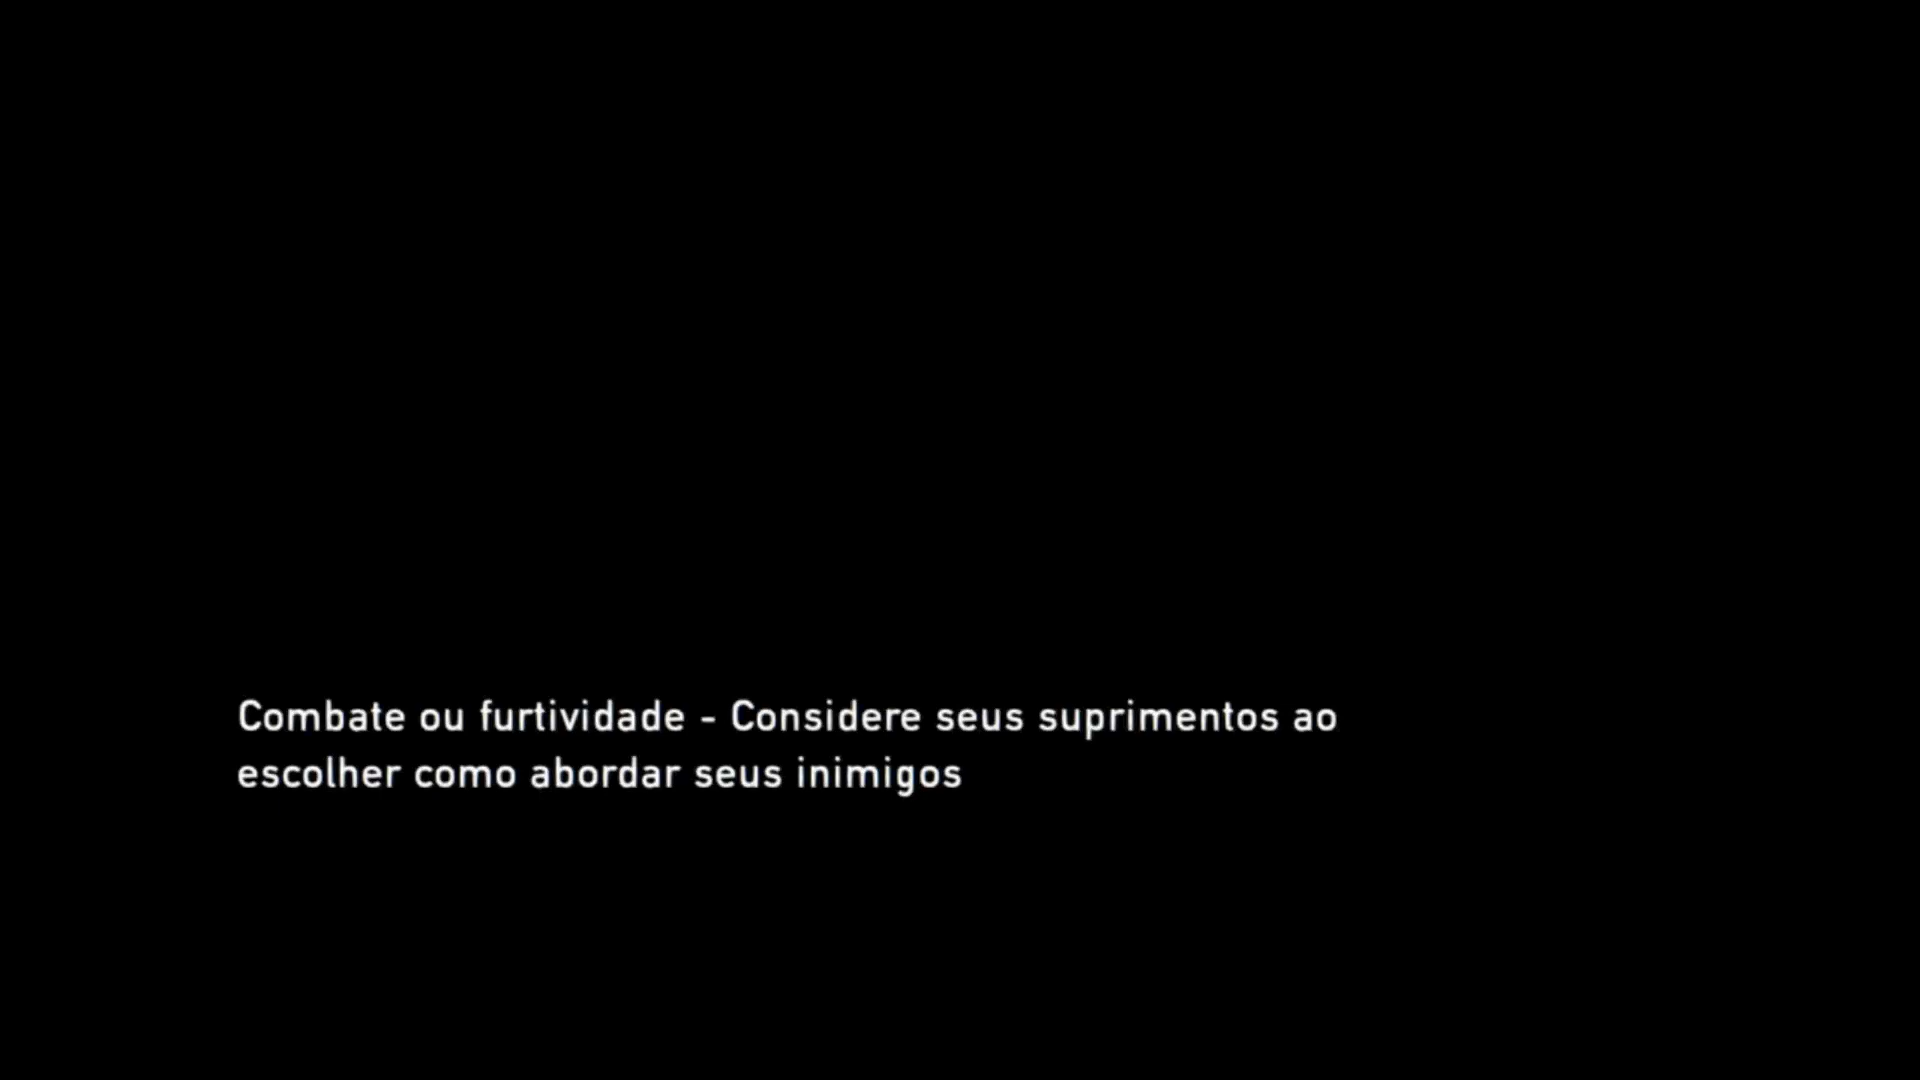 Combate ou furtividade - Considere seus suprimentos ao
escolher como abordar seus inimigos